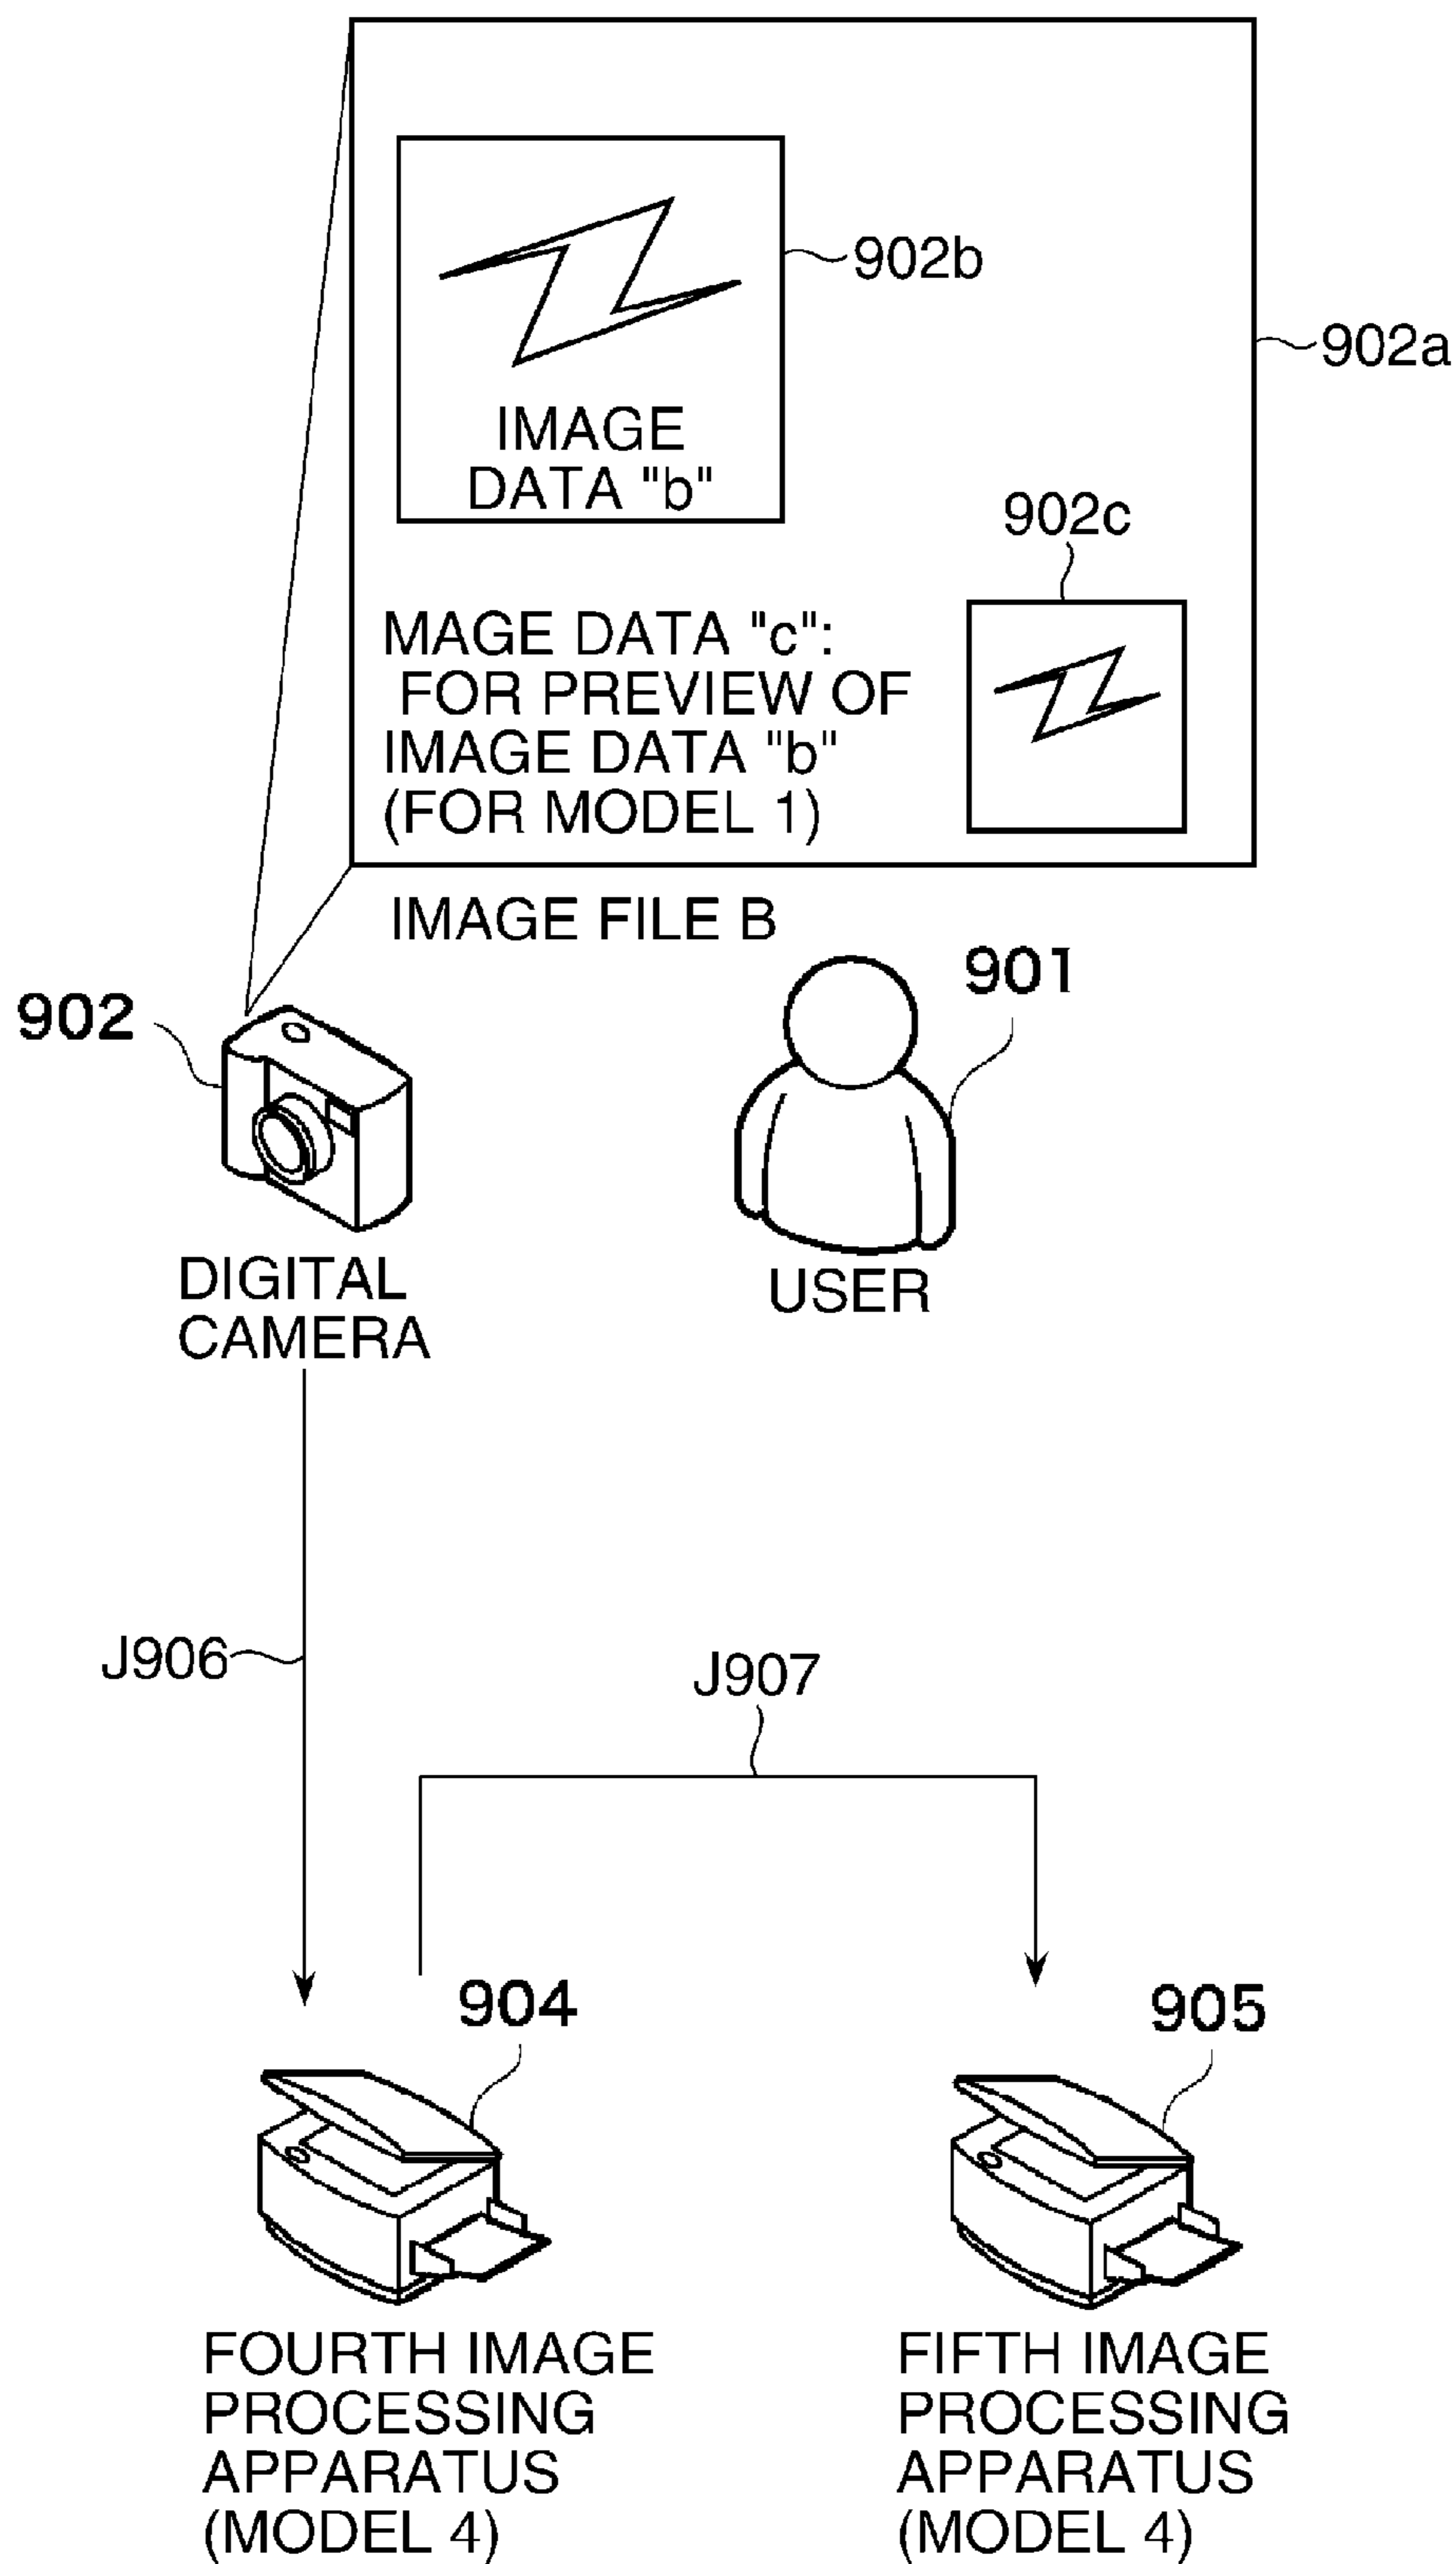 902b
902a
IMAGE
DATA "b"
902c
MAGE DATA "c":
FOR PREVIEW OF
IMAGE DATA "b"
(FOR MODEL 1)
IMAGE FILE B
901
902
DIGITAL
CAMERA
USER
J906
J907
904
905
FOURTH IMAGE
PROCESSING
APPARATUS
(MODEL 4)
FIFTH IMAGE
PROCESSING
APPARATUS
(MODEL 4)